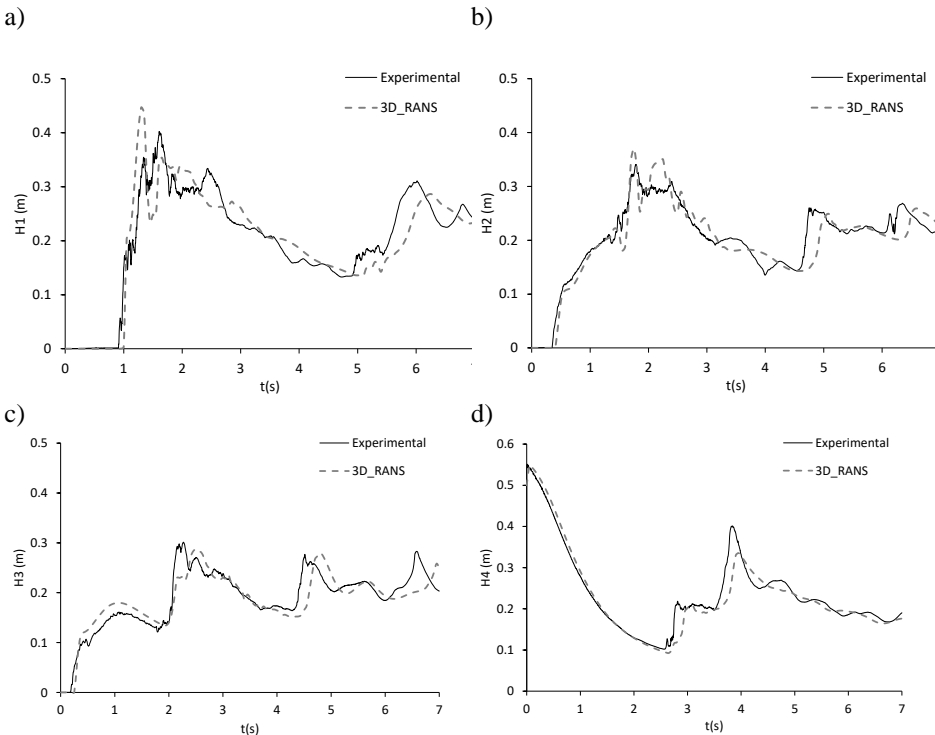 a)
Experimental
3D_RANS
H1 (m)
0.5
0.4
0.3
0.2
0.1
0
0 1 2 3 4 5 6
t(s)
b)
Experimental
3D_RANS
H2 (m)
0.5
0.4
0.3
0.2
0.1
0
0 1 2 3 4 5 6
t(s)
c)
Experimental
3D_RANS
H3 (m)
0.5
0.4
0.3
0.2
0.1
0
0 1 2 3 4 5 6 7
t(s)
d)
Experimental
3D_RANS
H4 (m)
0.6
0.5
0.4
0.3
0.2
0.1
0
0 1 2 3 4 5 6 7
t(s)